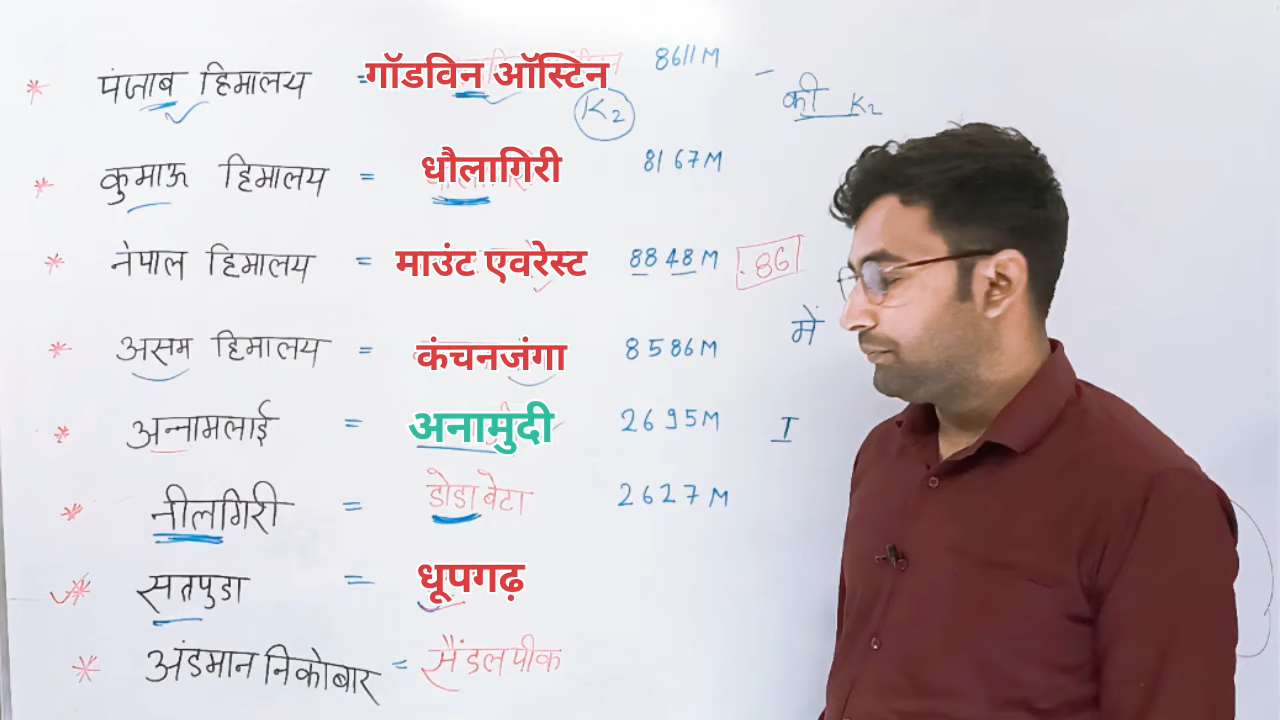 * पंजाब हिमालय = गॉडविन ऑस्टिन 8611 M
K2
की K2
* कुमाऊ हिमालय = धौलागिरी 8167 M
* नेपाल हिमालय = माउंट एवरेस्ट 8848 M .86
* असम हिमालय = कंचनजंगा 8586 M
में
* अन्नामलाई = अनामुदी 2695 M I
* नीलगिरी = डोडा बेटा 2627 M
* सतपुडा = धूपगढ़
* अंडमान निकोबार = सैंडल पीक